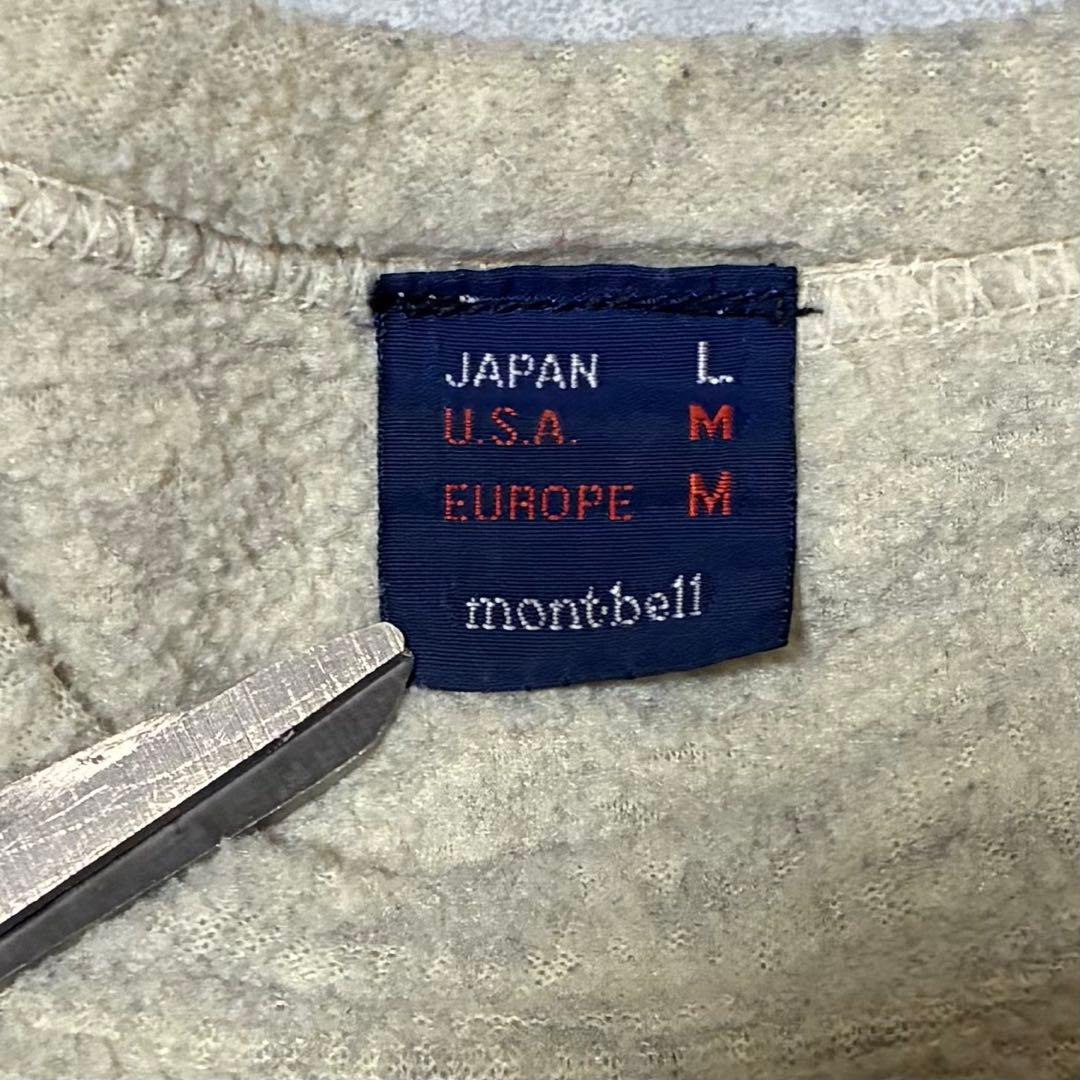 JAPAN L
U.S.A. M
EUROPE M
mont·bell